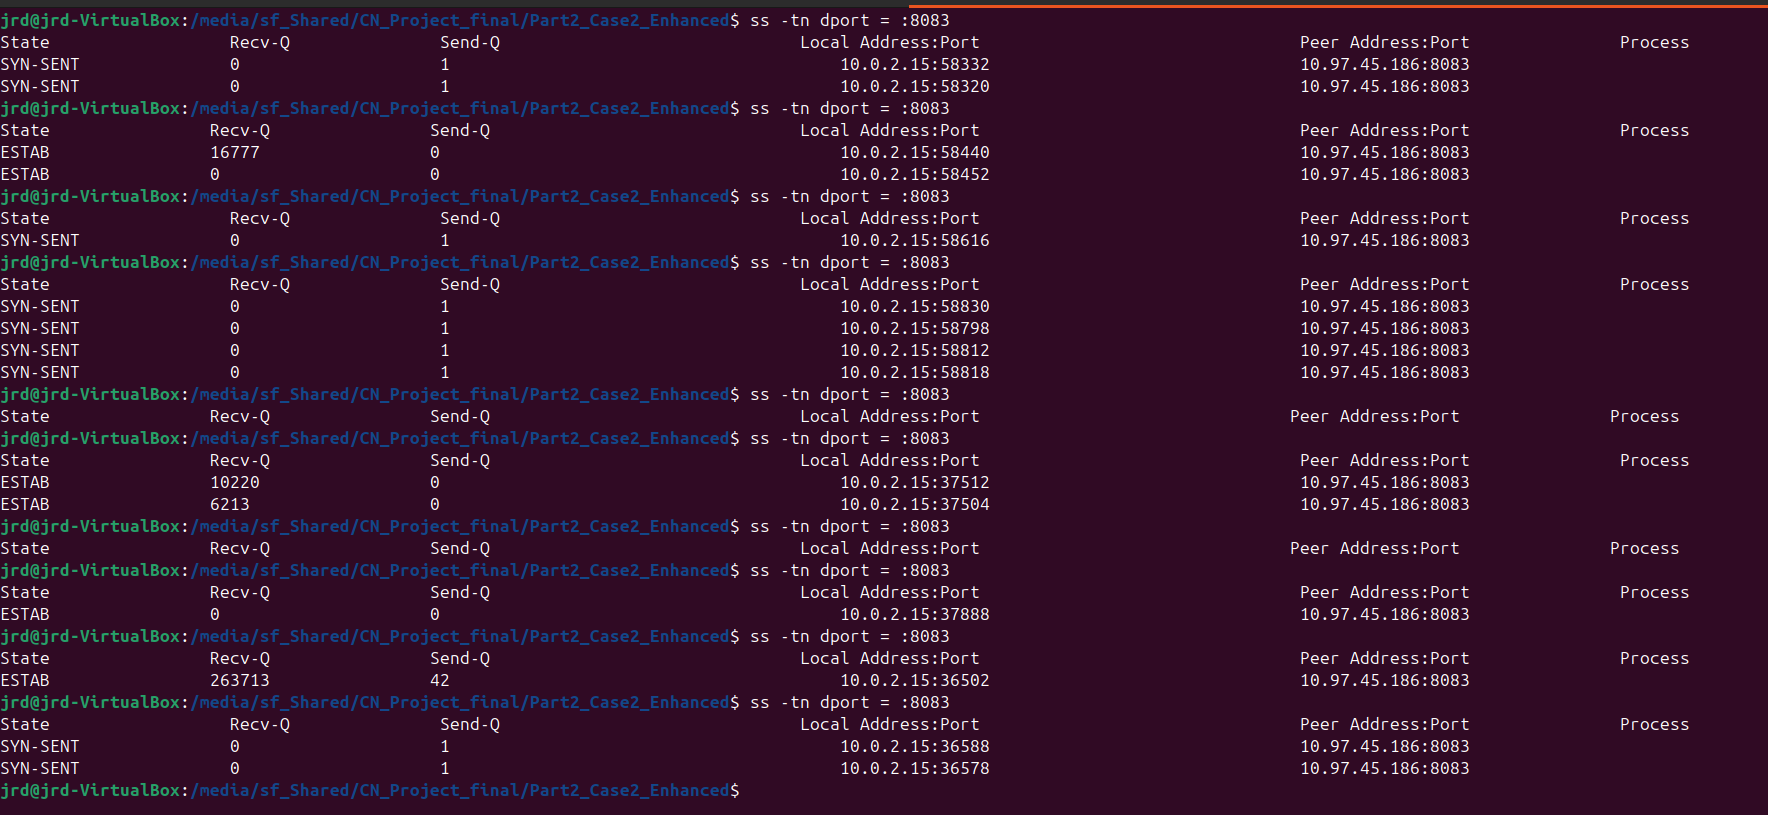 jrd@jrd-VirtualBox:/media/sf_Shared/CN_Project_final/Part2_Case2_Enhanced$ ss -tn dport = :8083
State Recv-Q Send-Q Local Address:Port Peer Address:Port Process
SYN-SENT 0 1 10.0.2.15:58332 10.97.45.186:8083
SYN-SENT 0 1 10.0.2.15:58320 10.97.45.186:8083
jrd@jrd-VirtualBox:/media/sf_Shared/CN_Project_final/Part2_Case2_Enhanced$ ss -tn dport = :8083
State Recv-Q Send-Q Local Address:Port Peer Address:Port Process
ESTAB 16777 0 10.0.2.15:58440 10.97.45.186:8083
ESTAB 0 0 10.0.2.15:58452 10.97.45.186:8083
jrd@jrd-VirtualBox:/media/sf_Shared/CN_Project_final/Part2_Case2_Enhanced$ ss -tn dport = :8083
State Recv-Q Send-Q Local Address:Port Peer Address:Port Process
SYN-SENT 0 1 10.0.2.15:58616 10.97.45.186:8083
jrd@jrd-VirtualBox:/media/sf_Shared/CN_Project_final/Part2_Case2_Enhanced$ ss -tn dport = :8083
State Recv-Q Send-Q Local Address:Port Peer Address:Port Process
SYN-SENT 0 1 10.0.2.15:58830 10.97.45.186:8083
SYN-SENT 0 1 10.0.2.15:58798 10.97.45.186:8083
SYN-SENT 0 1 10.0.2.15:58812 10.97.45.186:8083
SYN-SENT 0 1 10.0.2.15:58818 10.97.45.186:8083
jrd@jrd-VirtualBox:/media/sf_Shared/CN_Project_final/Part2_Case2_Enhanced$ ss -tn dport = :8083
State Recv-Q Send-Q Local Address:Port Peer Address:Port Process
jrd@jrd-VirtualBox:/media/sf_Shared/CN_Project_final/Part2_Case2_Enhanced$ ss -tn dport = :8083
State Recv-Q Send-Q Local Address:Port Peer Address:Port Process
ESTAB 10220 0 10.0.2.15:37512 10.97.45.186:8083
ESTAB 6213 0 10.0.2.15:37504 10.97.45.186:8083
jrd@jrd-VirtualBox:/media/sf_Shared/CN_Project_final/Part2_Case2_Enhanced$ ss -tn dport = :8083
State Recv-Q Send-Q Local Address:Port Peer Address:Port Process
jrd@jrd-VirtualBox:/media/sf_Shared/CN_Project_final/Part2_Case2_Enhanced$ ss -tn dport = :8083
State Recv-Q Send-Q Local Address:Port Peer Address:Port Process
ESTAB 0 0 10.0.2.15:37888 10.97.45.186:8083
jrd@jrd-VirtualBox:/media/sf_Shared/CN_Project_final/Part2_Case2_Enhanced$ ss -tn dport = :8083
State Recv-Q Send-Q Local Address:Port Peer Address:Port Process
ESTAB 263713 42 10.0.2.15:36502 10.97.45.186:8083
jrd@jrd-VirtualBox:/media/sf_Shared/CN_Project_final/Part2_Case2_Enhanced$ ss -tn dport = :8083
State Recv-Q Send-Q Local Address:Port Peer Address:Port Process
SYN-SENT 0 1 10.0.2.15:36588 10.97.45.186:8083
SYN-SENT 0 1 10.0.2.15:36578 10.97.45.186:8083
jrd@jrd-VirtualBox:/media/sf_Shared/CN_Project_final/Part2_Case2_Enhanced$